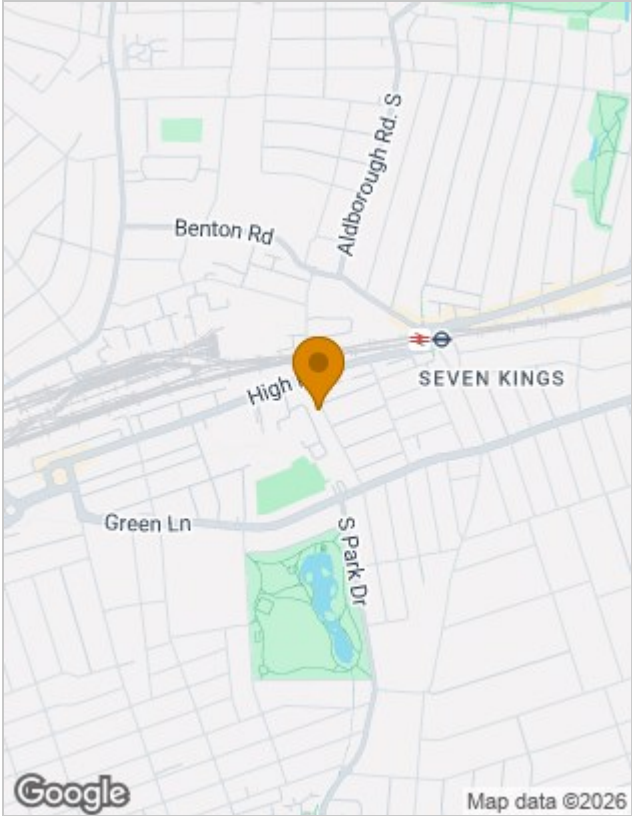 Aldborough Rd. S
Benton Rd
High
SEVEN KINGS
Green Ln
S Park Dr
Google
Map data ©2026